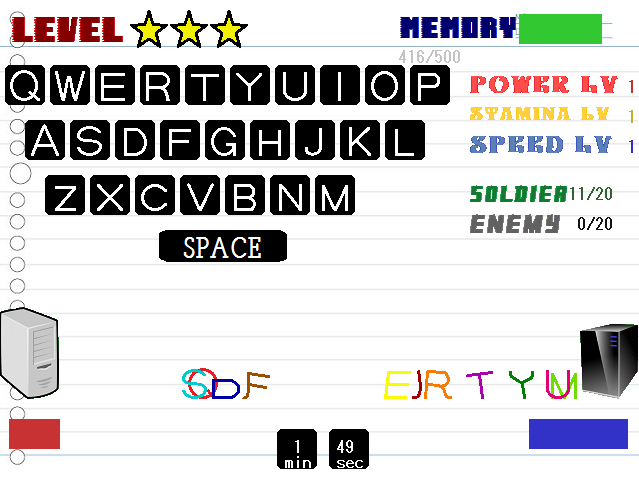 LEVEL
MEMORY
416/500
Q W E R T Y U I O P
POWER LV 1
STAMINA LV 1
A S D F G H J K L
SPEED LV 1
Z X C V B N M
SOLDIER 11/20
ENEMY 0/20
SPACE
S D F E J R T Y U M
1 min 49 sec